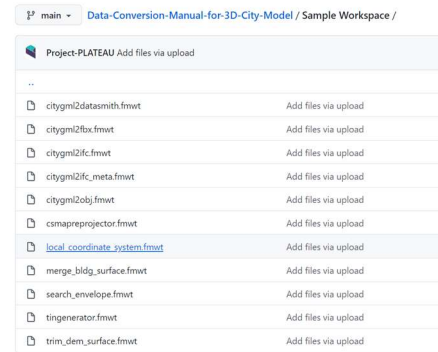 main Data-Conversion-Manual-for-3D-City-Model / Sample Workspace /
Project-PLATEAU Add files via upload
..
citygml2datasmith.fmwt Add files via upload
citygml2fbx.fmwt Add files via upload
citygml2ifc.fmwt Add files via upload
citygml2ifc_meta.fmwt Add files via upload
citygml2obj.fmwt Add files via upload
csmapreprojector.fmwt Add files via upload
local_coordinate_system.fmwt Add files via upload
merge_bldg_surface.fmwt Add files via upload
search_envelope.fmwt Add files via upload
tingenerator.fmwt Add files via upload
trim_dem_surface.fmwt Add files via upload